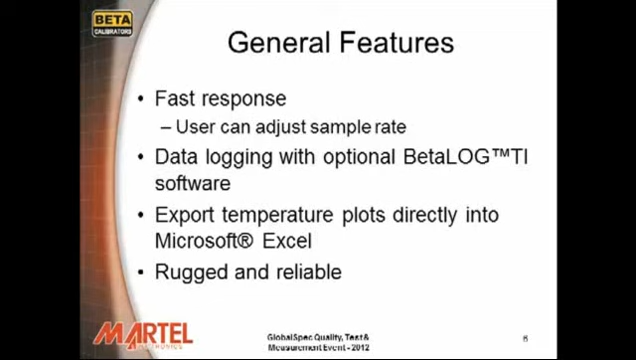 BETA
CALIBRATORS
General Features
• Fast response
– User can adjust sample rate
• Data logging with optional BetaLOG™TI
software
• Export temperature plots directly into
Microsoft® Excel
• Rugged and reliable
MARTEL
ELECTRONICS
GlobalSpec Quality, Test &
Measurement Event - 2012